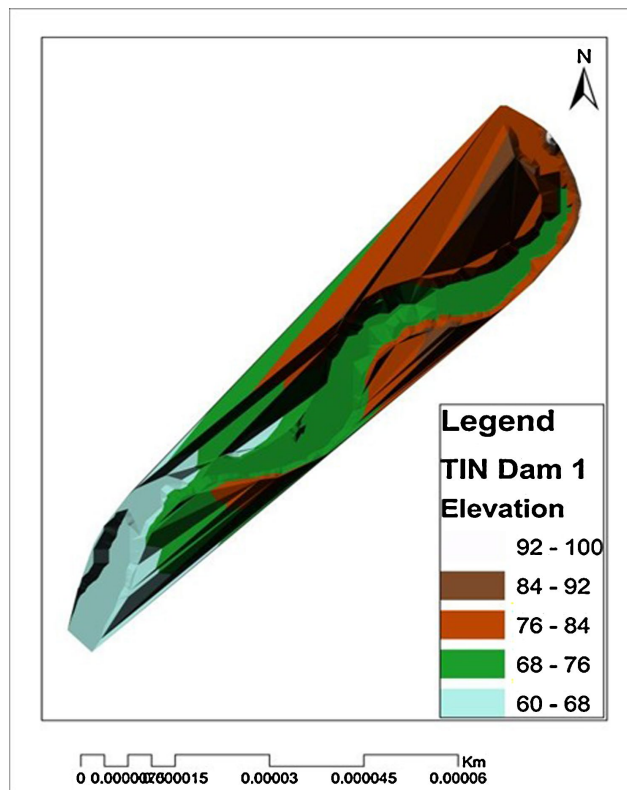 N
Legend
TIN Dam 1
Elevation
92 - 100
84 - 92
76 - 84
68 - 76
60 - 68
Km
0 0.00003 0.000045 0.00006